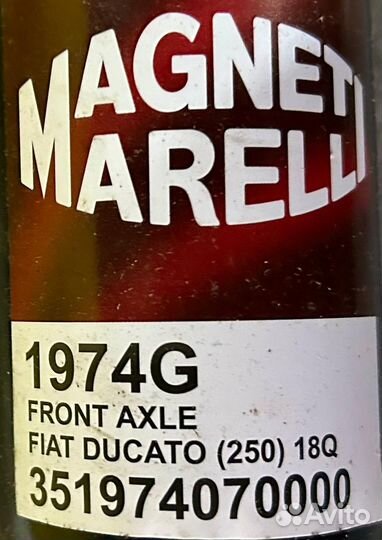 MAGNETI
MARELLI
1974G
FRONT AXLE
FIAT DUCATO (250) 18Q
351974070000
Avito